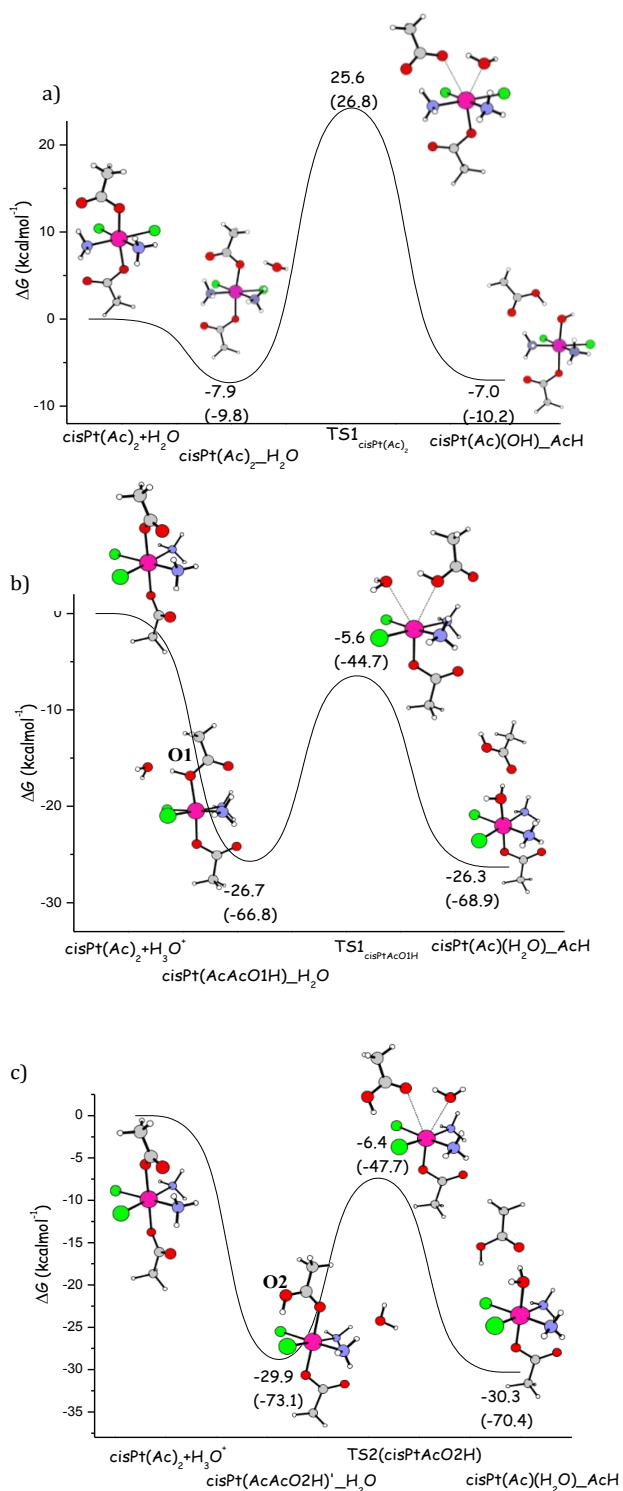 a)
25.6
(26.8)
20
10
0
-10
ΔG (kcalmol⁻¹)
-7.9
(-9.8)
-7.0
(-10.2)
cisPt(Ac)₂+H₂O
cisPt(Ac)₂_H₂O
TS1cisPt(Ac)₂
cisPt(Ac)(OH)_AcH
b)
0
-10
-20
-30
ΔG (kcalmol⁻¹)
-5.6
(-44.7)
O1
-26.7
(-66.8)
-26.3
(-68.9)
cisPt(Ac)₂+H₃O⁺
cisPt(AcAcO1H)_H₂O
TS1cisPtAcO1H
cisPt(Ac)(H₂O)_AcH
c)
0
-5
-10
-15
-20
-25
-30
-35
ΔG (kcalmol⁻¹)
-6.4
(-47.7)
O2
-29.9
(-73.1)
-30.3
(-70.4)
cisPt(Ac)₂+H₃O⁺
cisPt(AcAcO2H)'_H₂O
TS2(cisPtAcO2H)
cisPt(Ac)(H₂O)_AcH